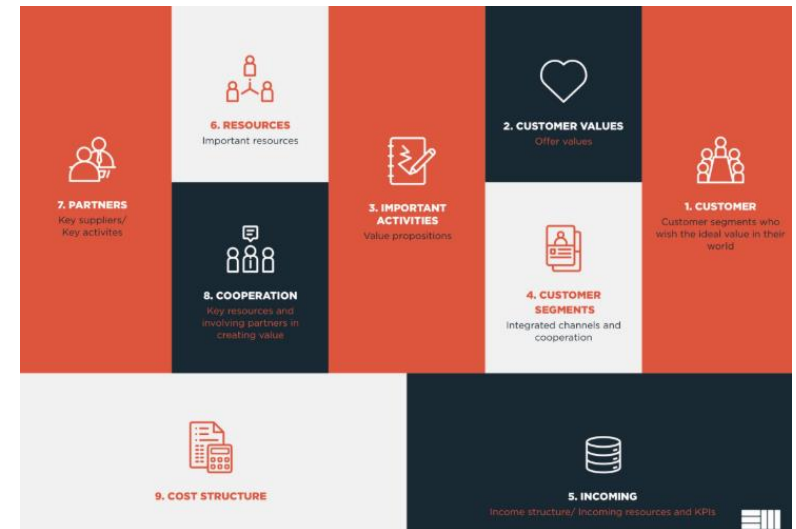 7. PARTNERS
Key suppliers/
Key activites
6. RESOURCES
Important resources
8. COOPERATION
Key resources and
involving partners in
creating value
3. IMPORTANT
ACTIVITIES
Value propositions
2. CUSTOMER VALUES
Offer values
4. CUSTOMER
SEGMENTS
Integrated channels and
cooperation
1. CUSTOMER
Customer segments who
wish the ideal value in their
world
9. COST STRUCTURE
5. INCOMING
Income structure/ Incoming resources and KPIs